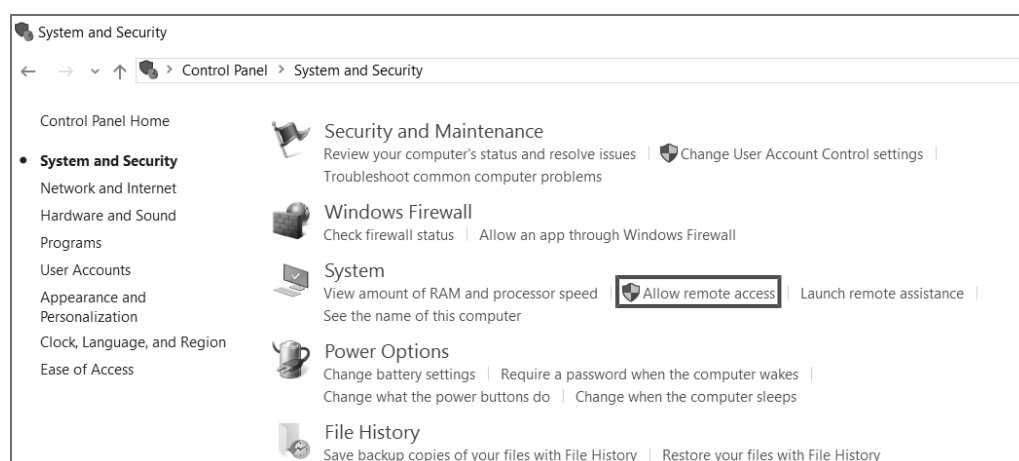 System and Security
Control Panel > System and Security
Control Panel Home
System and Security
Network and Internet
Hardware and Sound
Programs
User Accounts
Appearance and
Personalization
Clock, Language, and Region
Ease of Access
Security and Maintenance
Review your computer's status and resolve issues | Change User Account Control settings |
Troubleshoot common computer problems
Windows Firewall
Check firewall status | Allow an app through Windows Firewall
System
View amount of RAM and processor speed | Allow remote access | Launch remote assistance |
See the name of this computer
Power Options
Change battery settings | Require a password when the computer wakes |
Change what the power buttons do | Change when the computer sleeps
File History
Save backup copies of your files with File History | Restore your files with File History